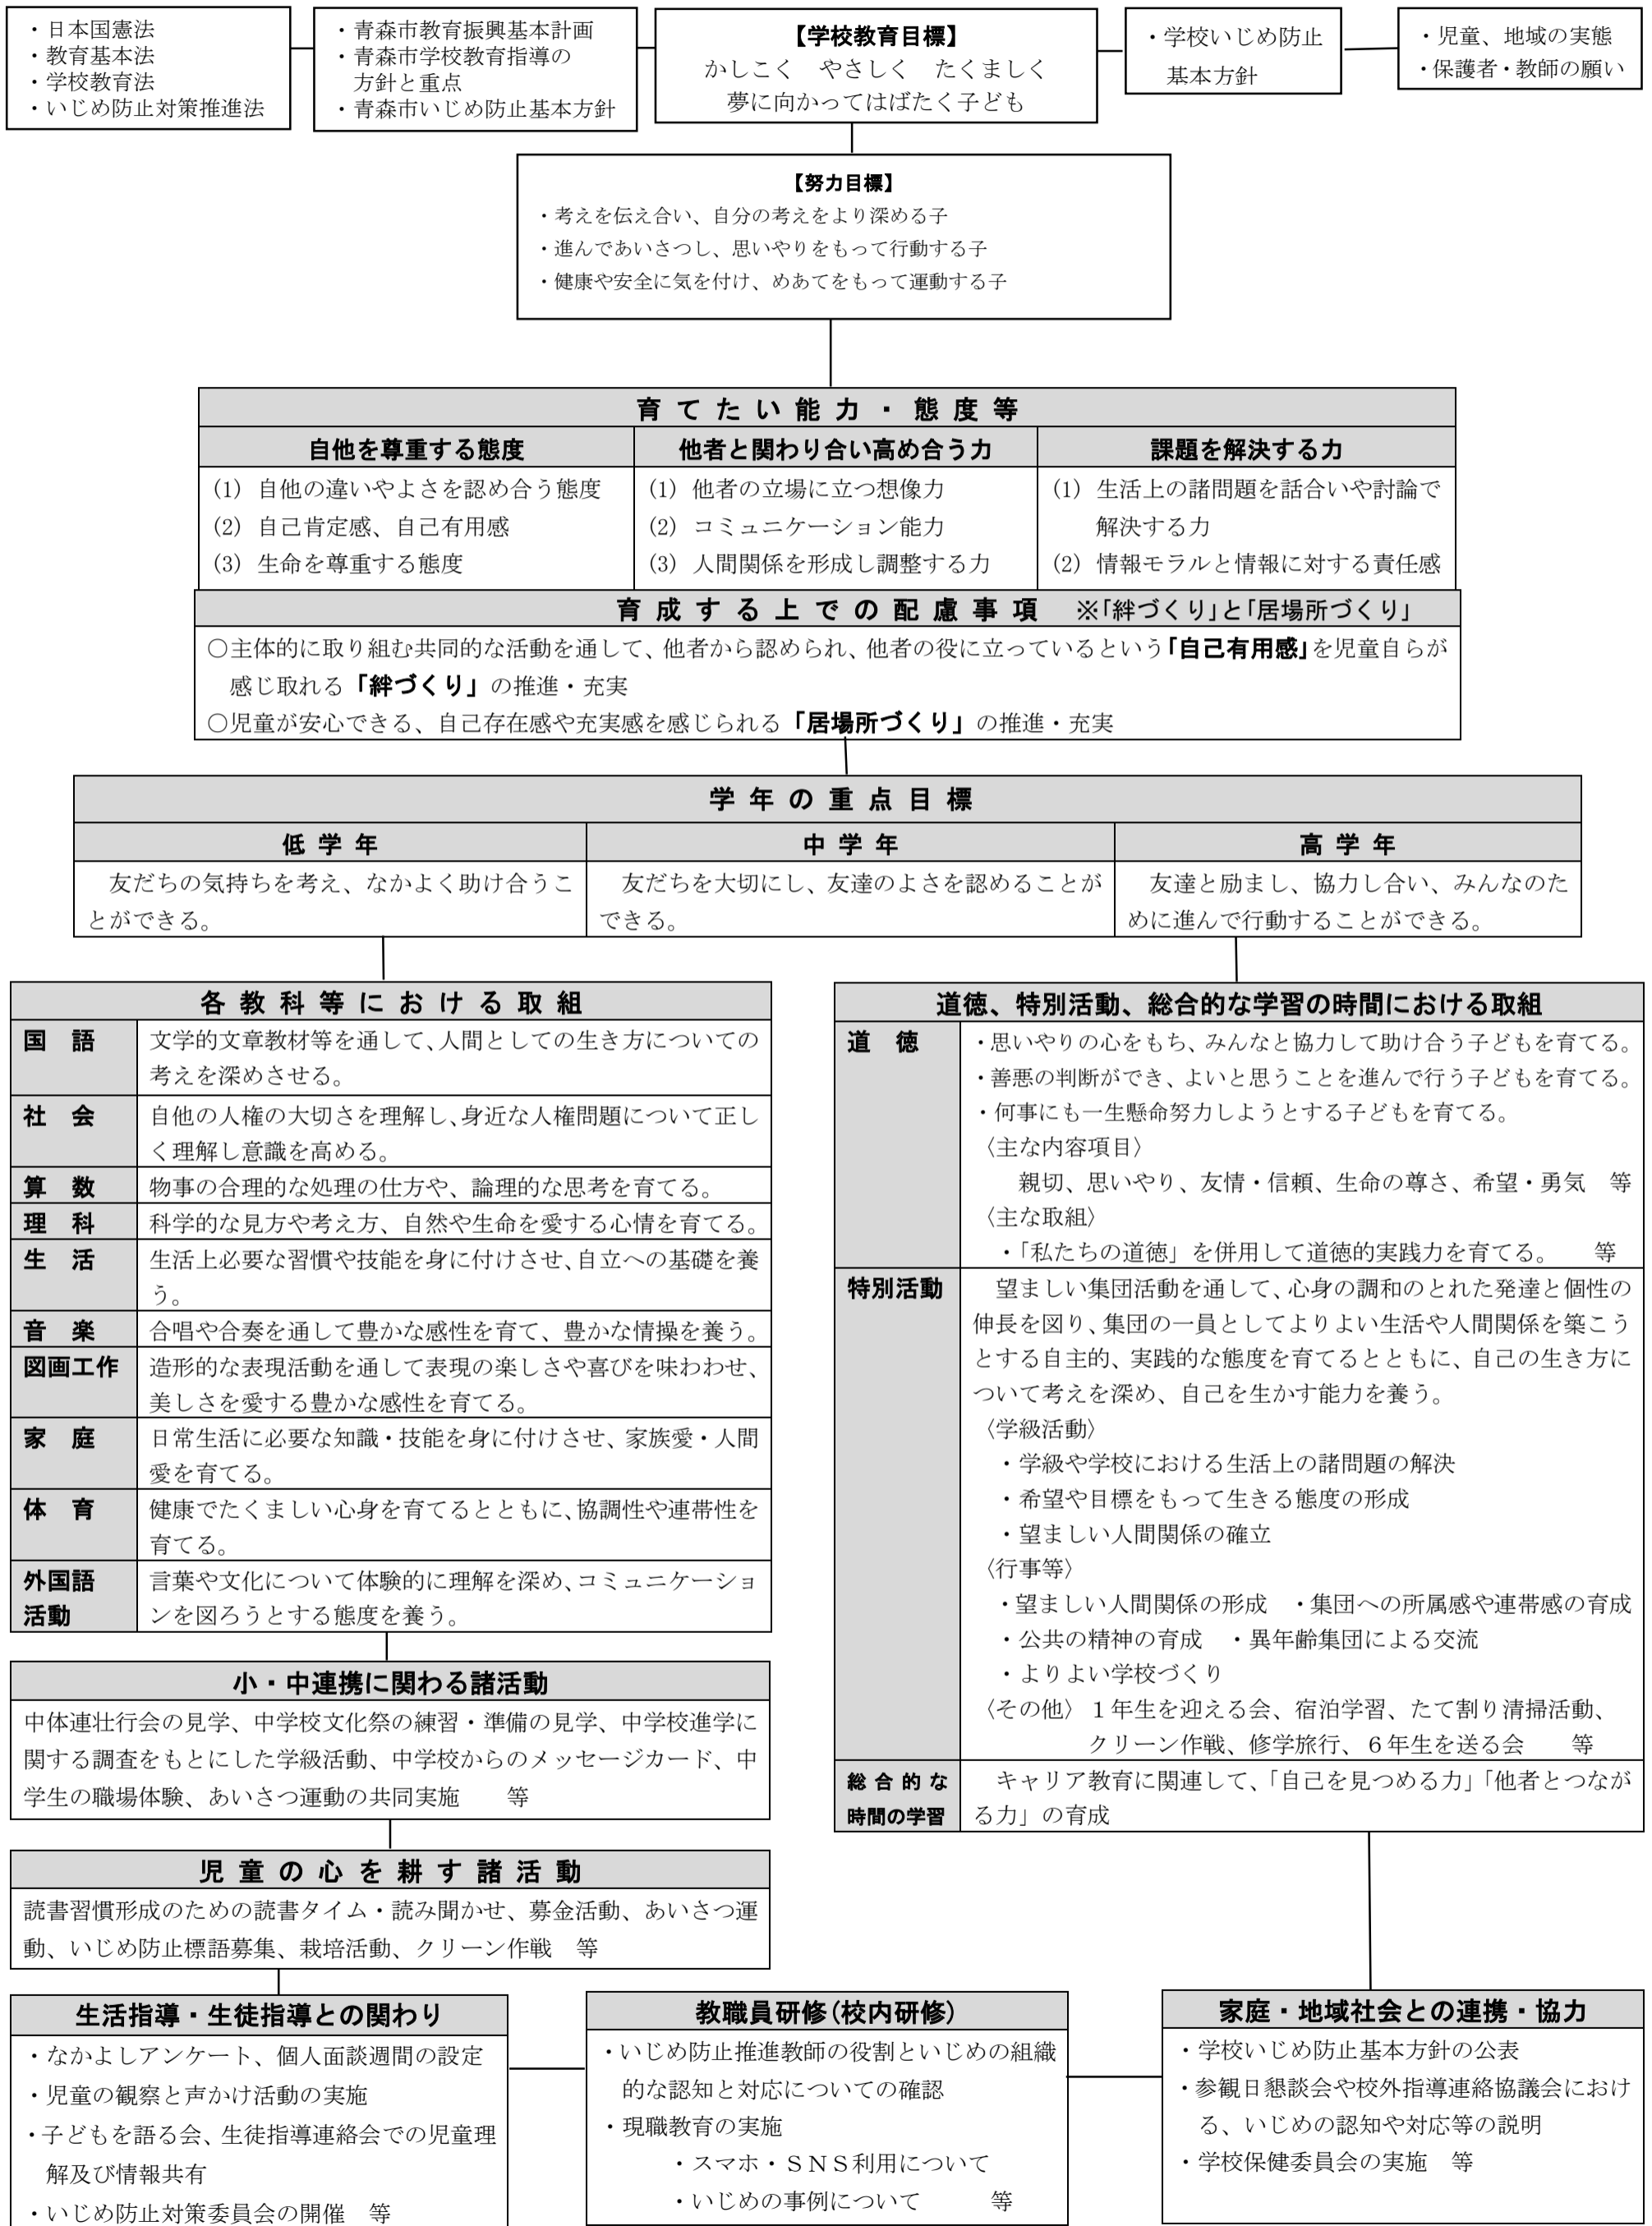 ・日本国憲法
・教育基本法
・学校教育法
・いじめ防止対策推進法
・青森市教育振興基本計画
・青森市学校教育指導の
方針と重点
・青森市いじめ防止基本方針
【学校教育目標】
かしこく　やさしく　たくましく
夢に向かってはばたく子ども
・学校いじめ防止
基本方針
・児童、地域の実態
・保護者・教師の願い
【努力目標】
・考えを伝え合い、自分の考えをより深める子
・進んであいさつし、思いやりをもって行動する子
・健康や安全に気を付け、めあてをもって運動する子
育てたい能力・態度等
自他を尊重する態度
(1) 自他の違いやよさを認め合う態度
(2) 自己肯定感、自己有用感
(3) 生命を尊重する態度
他者と関わり合い高め合う力
(1) 他者の立場に立つ想像力
(2) コミュニケーション能力
(3) 人間関係を形成し調整する力
課題を解決する力
(1) 生活上の諸問題を話合いや討論で
解決する力
(2) 情報モラルと情報に対する責任感
育成する上での配慮事項　※「絆づくり」と「居場所づくり」
○主体的に取り組む共同的な活動を通して、他者から認められ、他者の役に立っているという「自己有用感」を児童自らが
感じ取れる「絆づくり」の推進・充実
○児童が安心できる、自己存在感や充実感を感じられる「居場所づくり」の推進・充実
学年の重点目標
低学年
友だちの気持ちを考え、なかよく助け合うこ
とができる。
中学年
友だちを大切にし、友達のよさを認めることが
できる。
高学年
友達と励まし、協力し合い、みんなのた
めに進んで行動することができる。
各教科等における取組
国　語
文学的文章教材等を通して、人間としての生き方についての
考えを深めさせる。
社　会
自他の人権の大切さを理解し、身近な人権問題について正し
く理解し意識を高める。
算　数
物事の合理的な処理の仕方や、論理的な思考を育てる。
理　科
科学的な見方や考え方、自然や生命を愛する心情を育てる。
生　活
生活上必要な習慣や技能を身に付けさせ、自立への基礎を養
う。
音　楽
合唱や合奏を通して豊かな感性を育て、豊かな情操を養う。
図画工作
造形的な表現活動を通して表現の楽しさや喜びを味わわせ、
美しさを愛する豊かな感性を育てる。
家　庭
日常生活に必要な知識・技能を身に付けさせ、家族愛・人間
愛を育てる。
体　育
健康でたくましい心身を育てるとともに、協調性や連帯性を
育てる。
外国語
活動
言葉や文化について体験的に理解を深め、コミュニケーショ
ンを図ろうとする態度を養う。
小・中連携に関わる諸活動
中体連壮行会の見学、中学校文化祭の練習・準備の見学、中学校進学に
関する調査をもとにした学級活動、中学校からのメッセージカード、中
学生の職場体験、あいさつ運動の共同実施　　等
児童の心を耕す諸活動
読書習慣形成のための読書タイム・読み聞かせ、募金活動、あいさつ運
動、いじめ防止標語募集、栽培活動、クリーン作戦　等
道徳、特別活動、総合的な学習の時間における取組
道　徳
・思いやりの心をもち、みんなと協力して助け合う子どもを育てる。
・善悪の判断ができ、よいと思うことを進んで行う子どもを育てる。
・何事にも一生懸命努力しようとする子どもを育てる。
〈主な内容項目〉
親切、思いやり、友情・信頼、生命の尊さ、希望・勇気　等
〈主な取組〉
・「私たちの道徳」を併用して道徳的実践力を育てる。　　等
特別活動
望ましい集団活動を通して、心身の調和のとれた発達と個性の
伸長を図り、集団の一員としてよりよい生活や人間関係を築こう
とする自主的、実践的な態度を育てるとともに、自己の生き方に
ついて考えを深め、自己を生かす能力を養う。
〈学級活動〉
・学級や学校における生活上の諸問題の解決
・希望や目標をもって生きる態度の形成
・望ましい人間関係の確立
〈行事等〉
・望ましい人間関係の形成　・集団への所属感や連帯感の育成
・公共の精神の育成　・異年齢集団による交流
・よりよい学校づくり
〈その他〉１年生を迎える会、宿泊学習、たて割り清掃活動、
クリーン作戦、修学旅行、６年生を送る会　　等
総合的な
時間の学習
キャリア教育に関連して、「自己を見つめる力」「他者とつなが
る力」の育成
生活指導・生徒指導との関わり
・なかよしアンケート、個人面談週間の設定
・児童の観察と声かけ活動の実施
・子どもを語る会、生徒指導連絡会での児童理
解及び情報共有
・いじめ防止対策委員会の開催　等
教職員研修(校内研修)
・いじめ防止推進教師の役割といじめの組織
的な認知と対応についての確認
・現職教育の実施
・スマホ・ＳＮＳ利用について
・いじめの事例について　　　等
家庭・地域社会との連携・協力
・学校いじめ防止基本方針の公表
・参観日懇談会や校外指導連絡協議会におけ
る、いじめの認知や対応等の説明
・学校保健委員会の実施　等